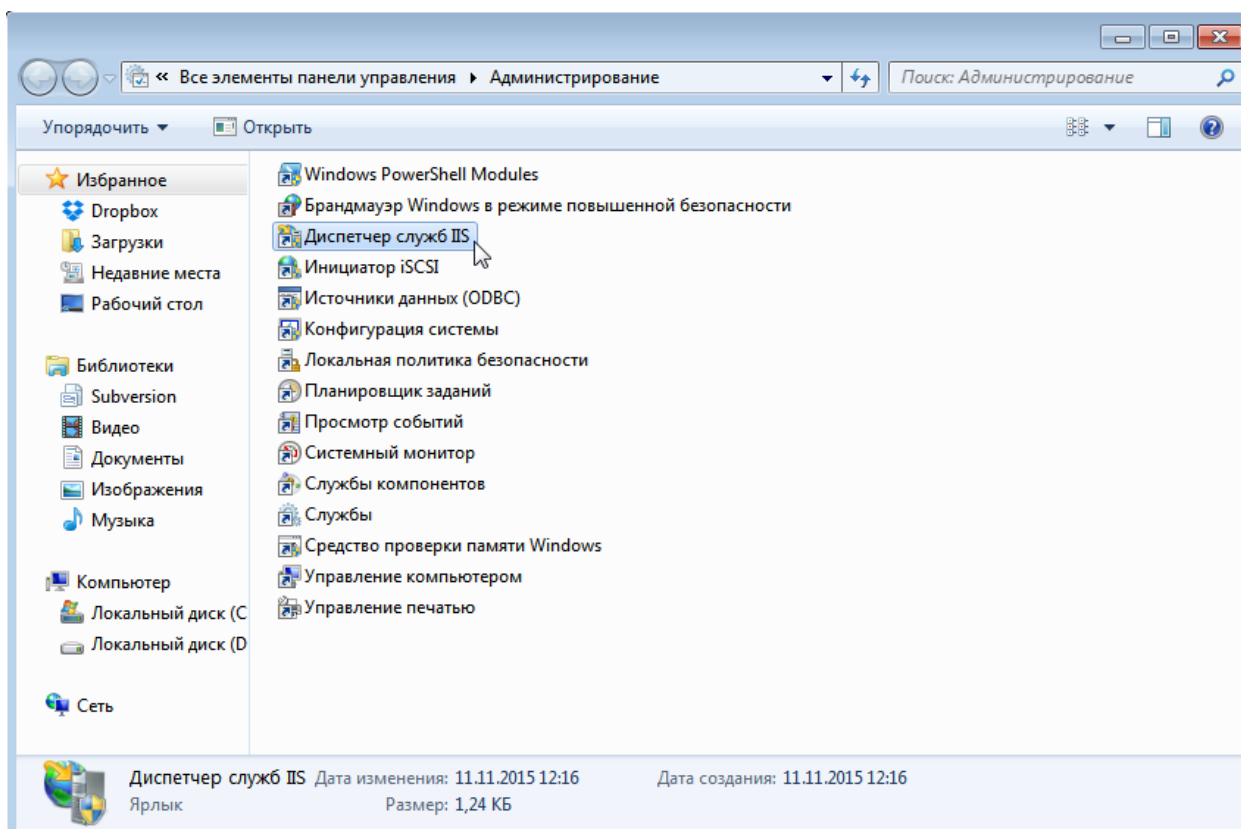 « Все элементы панели управления Администрирование
Поиск: Администрирование
Упорядочить Открыть
Избранное
Dropbox
Загрузки
Недавние места
Рабочий стол
Библиотеки
Subversion
Видео
Документы
Изображения
Музыка
Компьютер
Локальный диск (C
Локальный диск (D
Сеть
Windows PowerShell Modules
Брандмауэр Windows в режиме повышенной безопасности
Диспетчер служб IIS
Инициатор iSCSI
Источники данных (ODBC)
Конфигурация системы
Локальная политика безопасности
Планировщик заданий
Просмотр событий
Системный монитор
Службы компонентов
Службы
Средство проверки памяти Windows
Управление компьютером
Управление печатью
Диспетчер служб IIS Дата изменения: 11.11.2015 12:16 Дата создания: 11.11.2015 12:16
Ярлык Размер: 1,24 КБ